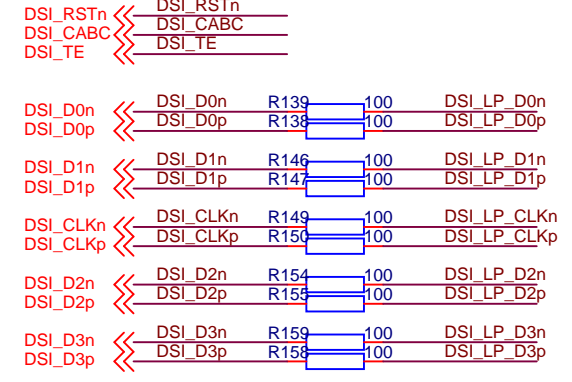 DSI_RSTn DSI_RSTn
DSI_CABC DSI_CABC
DSI_TE DSI_TE
DSI_D0n DSI_D0n R139 100 DSI_LP_D0n
DSI_D0p DSI_D0p R138 100 DSI_LP_D0p
DSI_D1n DSI_D1n R146 100 DSI_LP_D1n
DSI_D1p DSI_D1p R147 100 DSI_LP_D1p
DSI_CLKn DSI_CLKn R149 100 DSI_LP_CLKn
DSI_CLKp DSI_CLKp R150 100 DSI_LP_CLKp
DSI_D2n DSI_D2n R154 100 DSI_LP_D2n
DSI_D2p DSI_D2p R155 100 DSI_LP_D2p
DSI_D3n DSI_D3n R159 100 DSI_LP_D3n
DSI_D3p DSI_D3p R158 100 DSI_LP_D3p